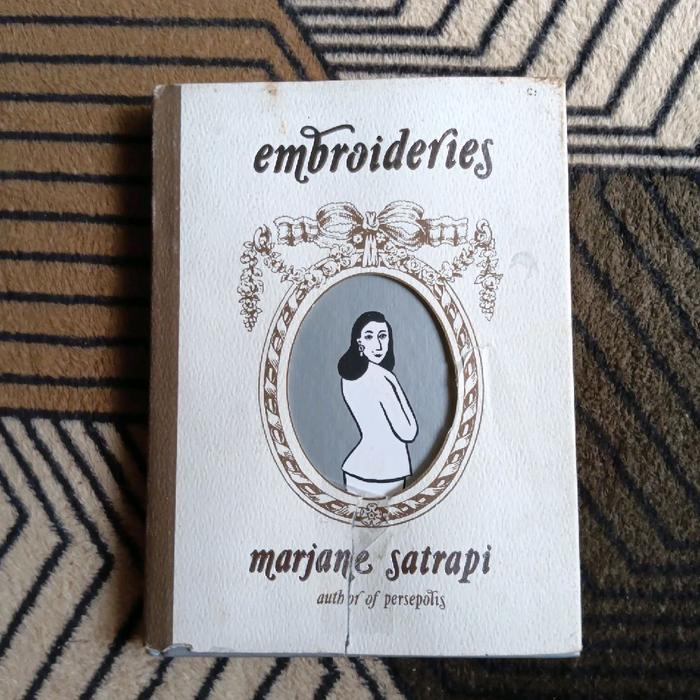 embroideries
marjane satrapi
author of persepolis